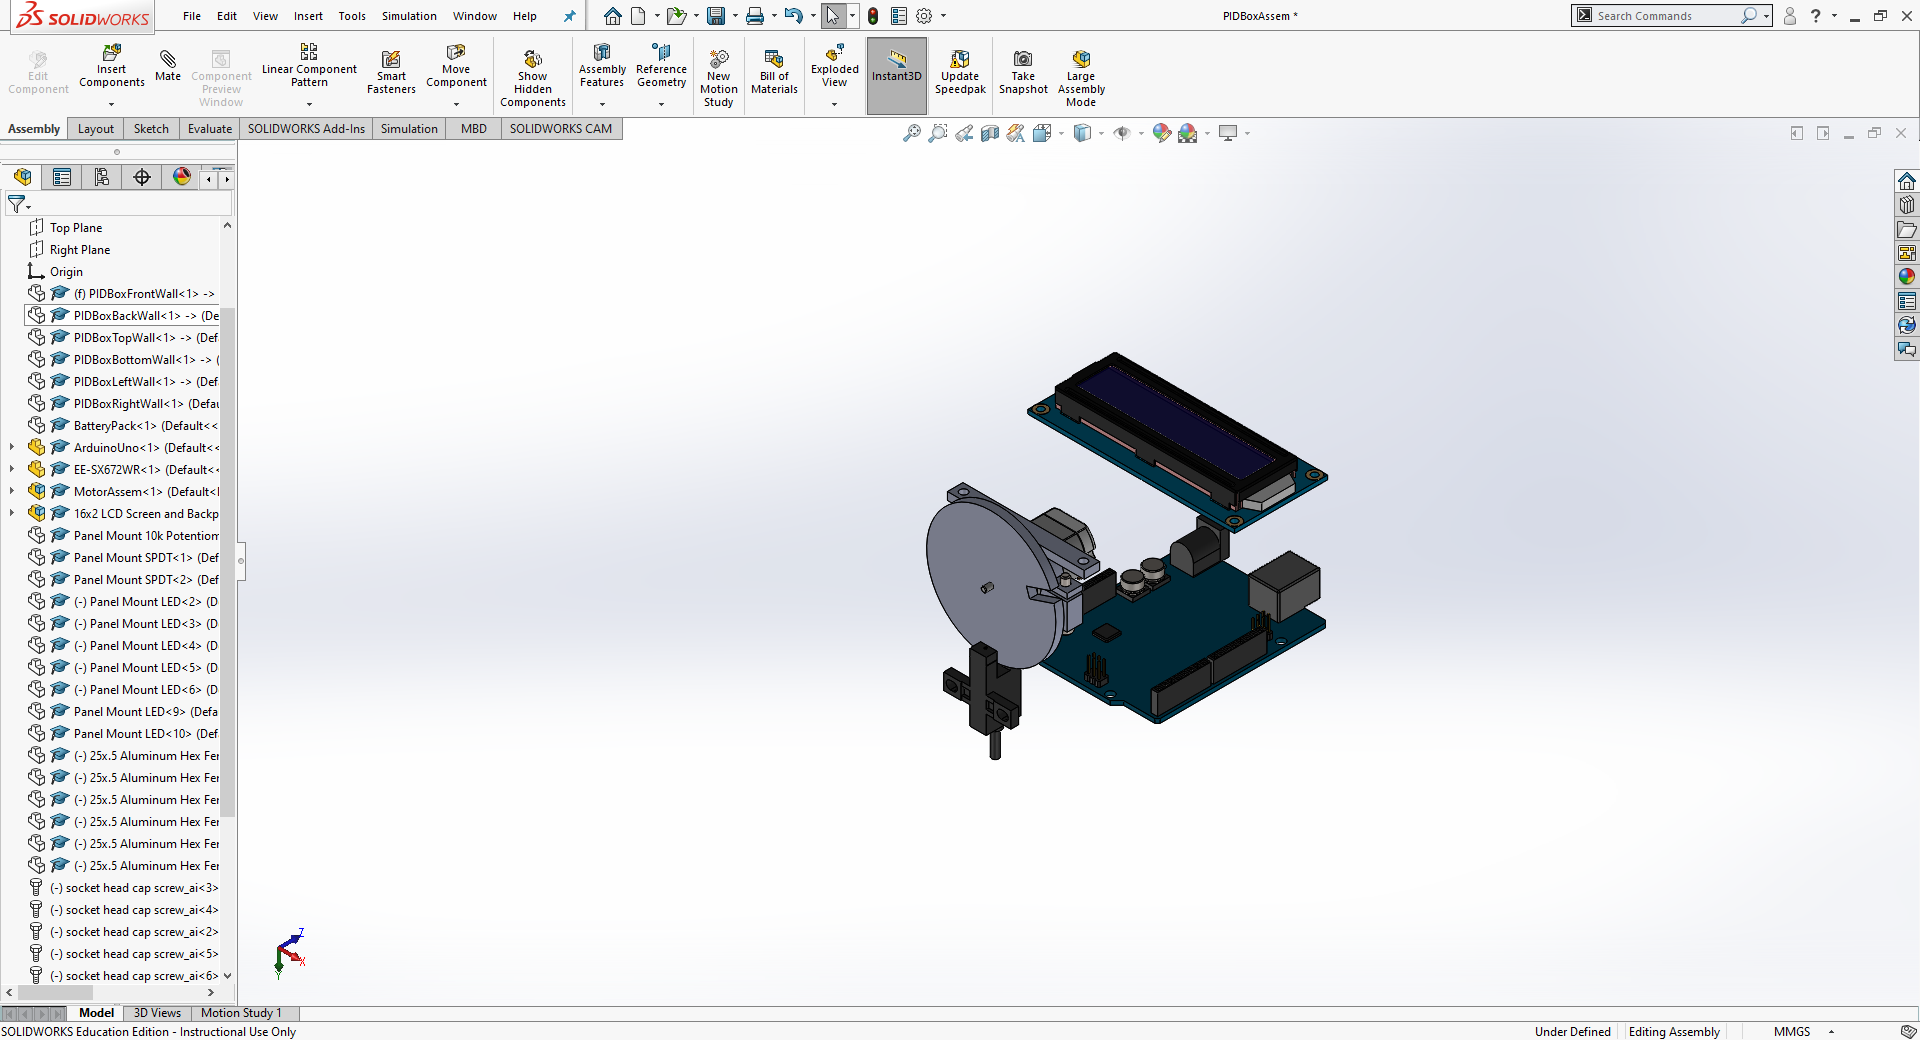 SOLIDWORKS File Edit View Insert Tools Simulation Window Help PIDBoxAssem * Search Commands ?
Edit Component
Insert Components
Mate
Component Preview Window
Linear Component Pattern
Smart Fasteners
Move Component
Show Hidden Components
Assembly Features
Reference Geometry
New Motion Study
Bill of Materials
Exploded View
Instant3D
Update Speedpak
Take Snapshot
Large Assembly Mode
Assembly Layout Sketch Evaluate SOLIDWORKS Add-Ins Simulation MBD SOLIDWORKS CAM
Top Plane
Right Plane
Origin
(f) PIDBoxFrontWall<1> ->
PIDBoxBackWall<1> -> (De
PIDBoxTopWall<1> -> (Def
PIDBoxBottomWall<1> -> (
PIDBoxLeftWall<1> -> (Def
PIDBoxRightWall<1> (Defau
BatteryPack<1> (Default<<
ArduinoUno<1> (Default<<
EE-SX672WR<1> (Default<<
MotorAssem<1> (Default<I
16x2 LCD Screen and Backp
Panel Mount 10k Potention
Panel Mount SPDT<1> (Def
Panel Mount SPDT<2> (Def
(-) Panel Mount LED<2> (D
(-) Panel Mount LED<3> (D
(-) Panel Mount LED<4> (D
(-) Panel Mount LED<5> (D
(-) Panel Mount LED<6> (D
Panel Mount LED<9> (Defa
Panel Mount LED<10> (Def
(-) 25x.5 Aluminum Hex Fer
(-) 25x.5 Aluminum Hex Fer
(-) 25x.5 Aluminum Hex Fer
(-) 25x.5 Aluminum Hex Fer
(-) 25x.5 Aluminum Hex Fer
(-) 25x.5 Aluminum Hex Fer
(-) socket head cap screw_ai<3>
(-) socket head cap screw_ai<4>
(-) socket head cap screw_ai<2>
(-) socket head cap screw_ai<5>
(-) socket head cap screw_ai<6>
Z
X
Y
Model 3D Views Motion Study 1
SOLIDWORKS Education Edition - Instructional Use Only Under Defined Editing Assembly MMGS